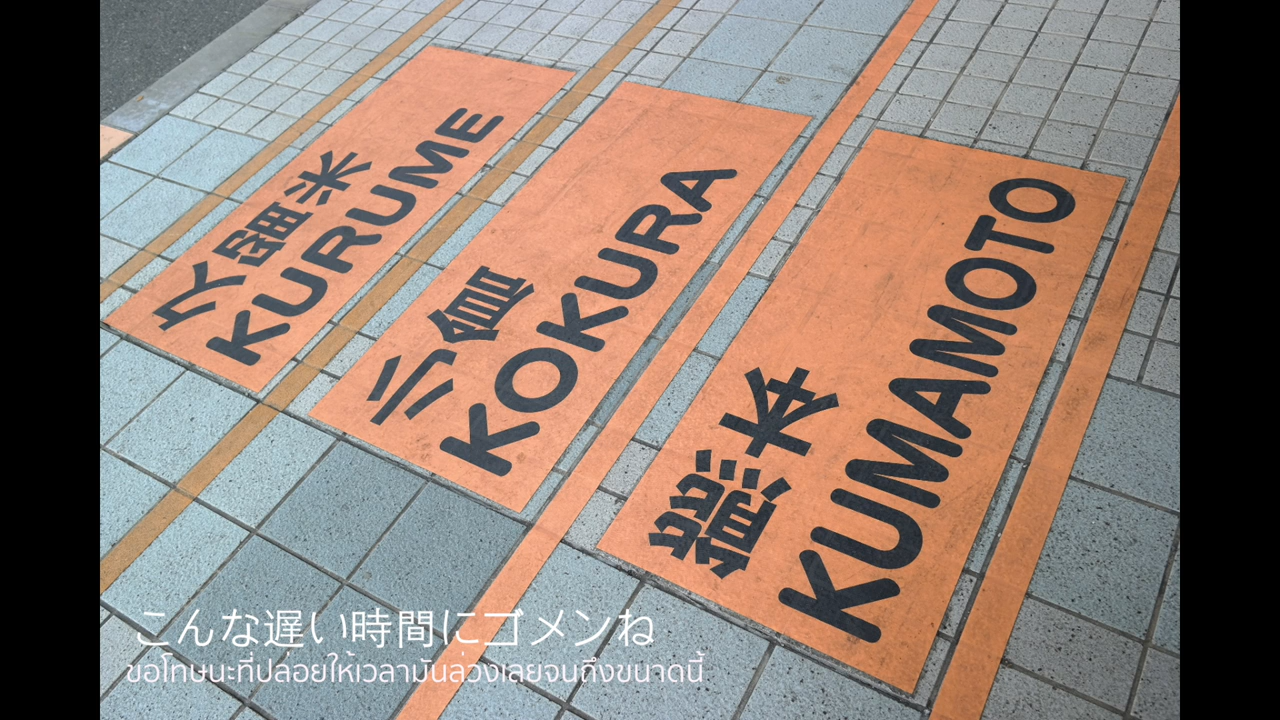 久留米
KURUME
小倉
KOKURA
熊本
KUMAMOTO
こんな遅い時間にゴメンね
ขอโทษนะที่ปล่อยให้เวลามันล่วงเลยจนถึงขนาดนี้